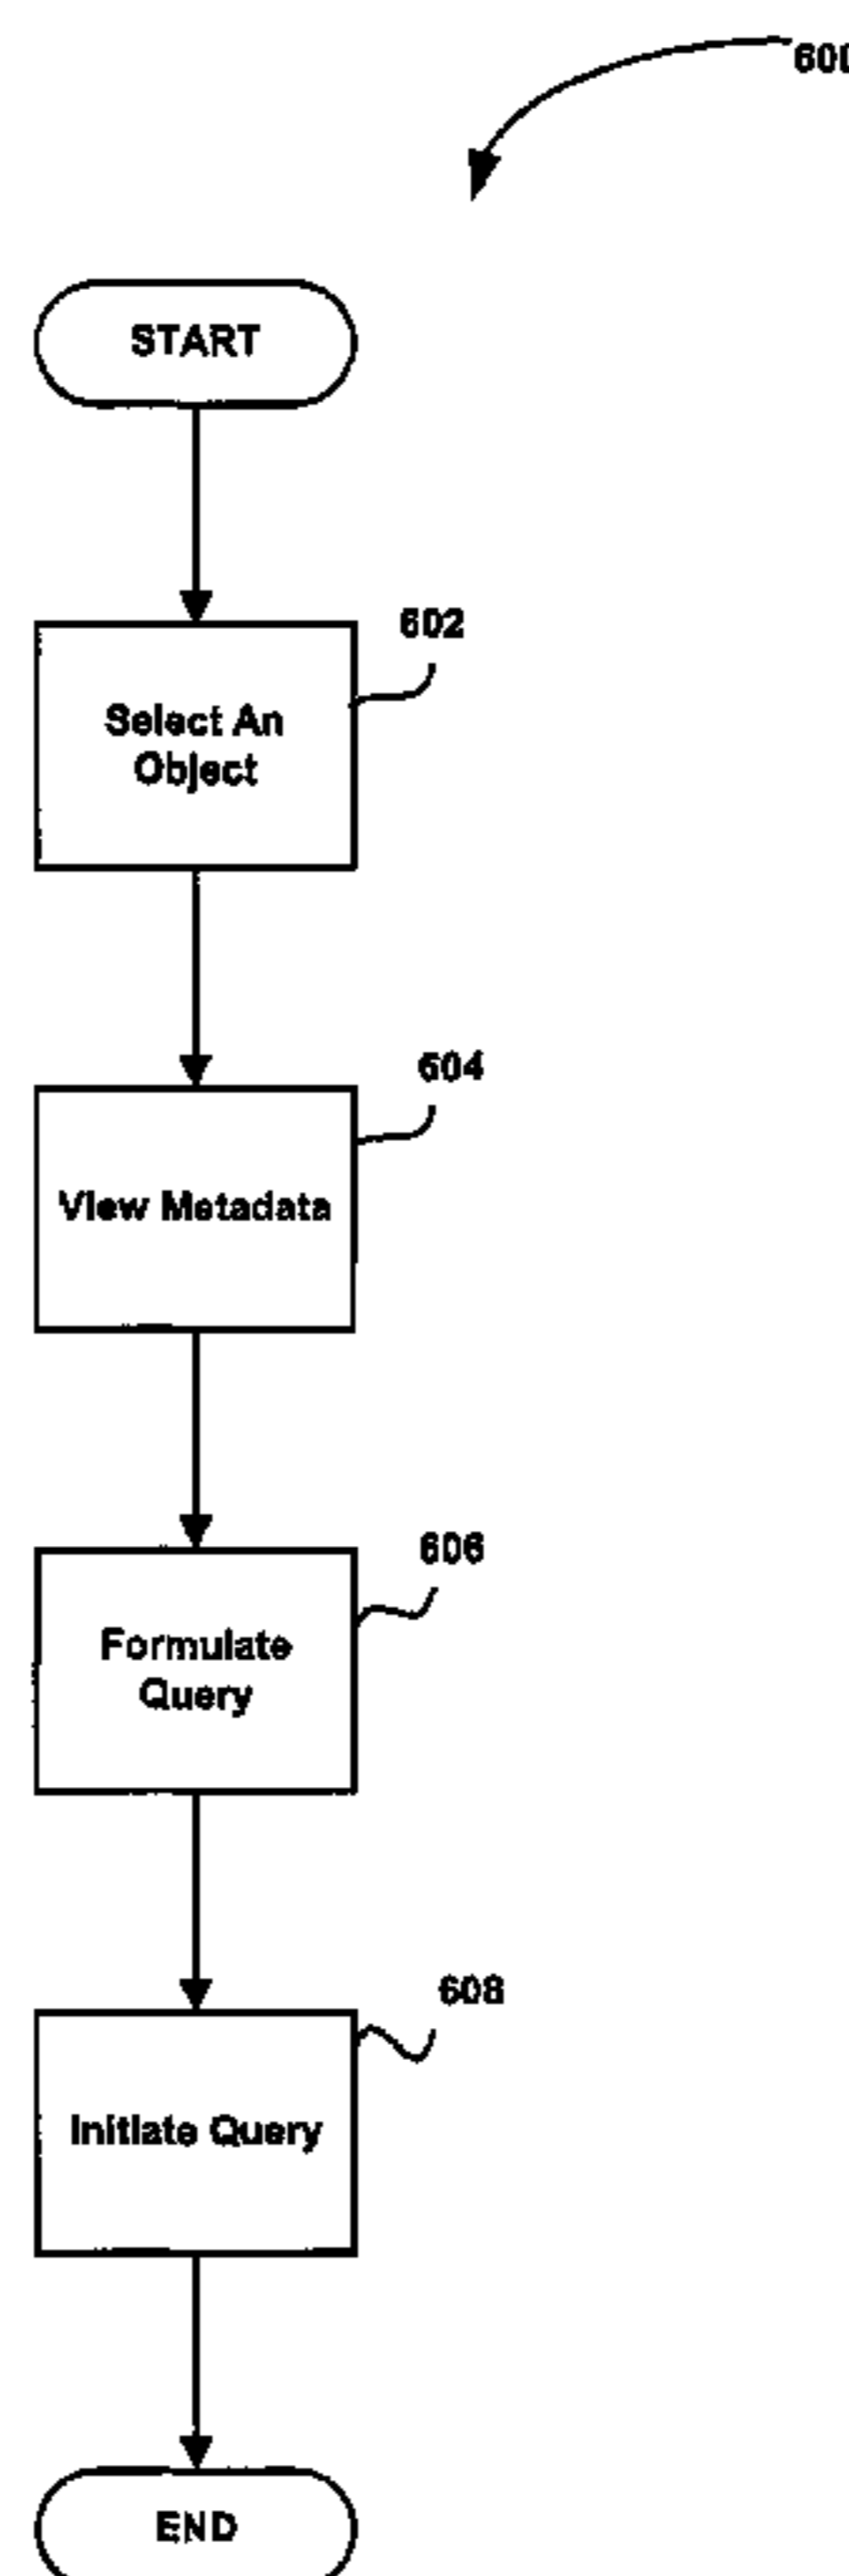 600
START
602
Select An
Object
604
View Metadata
606
Formulate
Query
608
Initiate Query
END